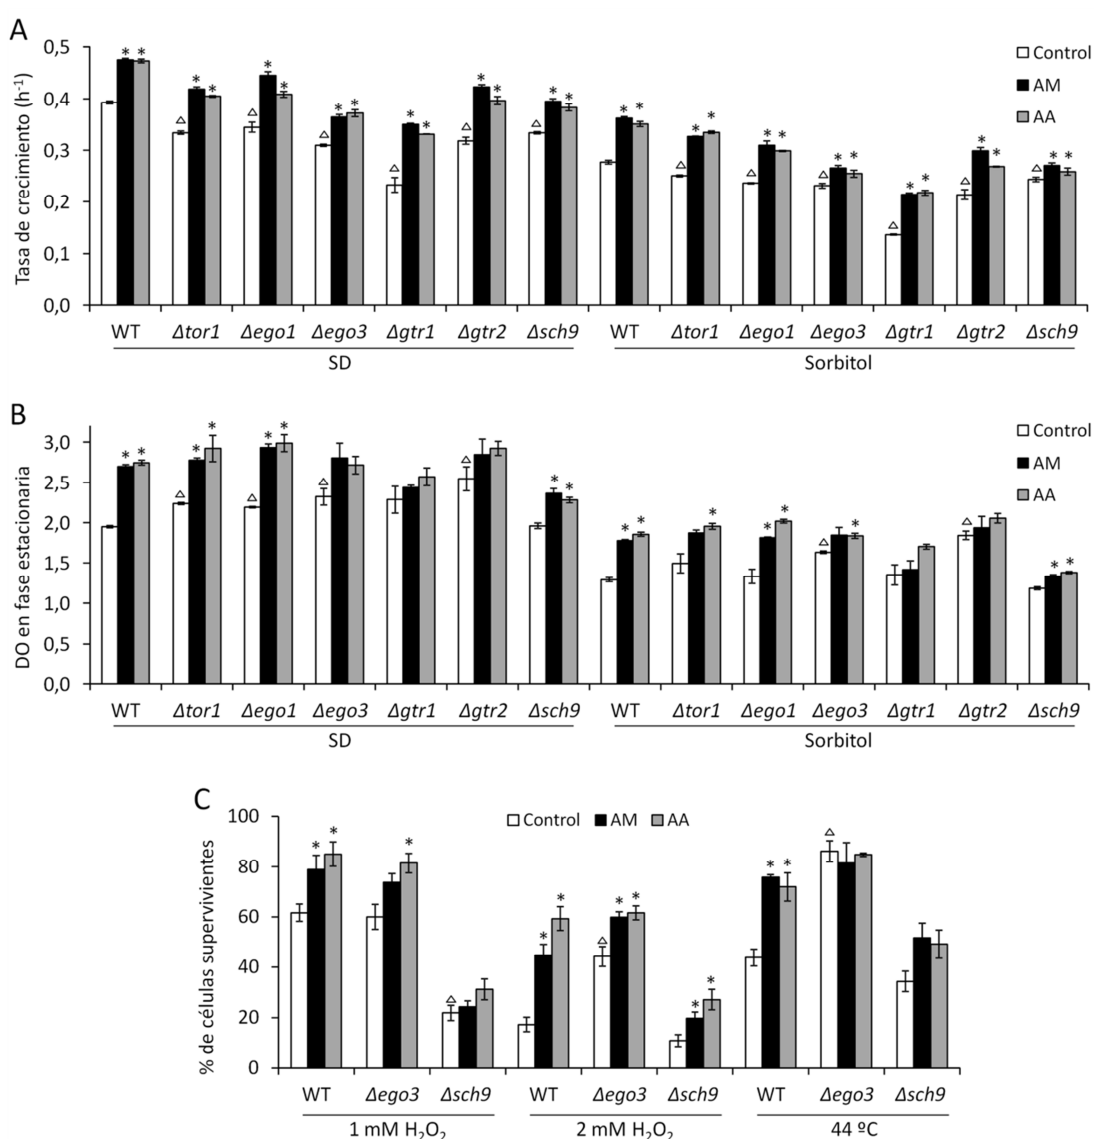 A
Tasa de crecimiento (h⁻¹)
0,5
0,4
0,3
0,2
0,1
0,0
Control
AM
AA
* * * * * * * * * * * * * * * * * * * * * * * * * * * *
Δ Δ Δ Δ Δ Δ Δ Δ Δ Δ Δ Δ
WT Δtor1 Δego1 Δego3 Δgtr1 Δgtr2 Δsch9 WT Δtor1 Δego1 Δego3 Δgtr1 Δgtr2 Δsch9
SD Sorbitol
B
DO en fase estacionaria
3,0
2,5
2,0
1,5
1,0
0,5
0,0
Control
AM
AA
* * * * * * * * * * * * * * * * *
Δ Δ Δ Δ Δ Δ
WT Δtor1 Δego1 Δego3 Δgtr1 Δgtr2 Δsch9 WT Δtor1 Δego1 Δego3 Δgtr1 Δgtr2 Δsch9
SD Sorbitol
C
% de células supervivientes
100
80
60
40
20
0
Control AM AA
* * * * * * * * * * *
Δ Δ Δ
WT Δego3 Δsch9 WT Δego3 Δsch9 WT Δego3 Δsch9
1 mM H₂O₂ 2 mM H₂O₂ 44 ºC